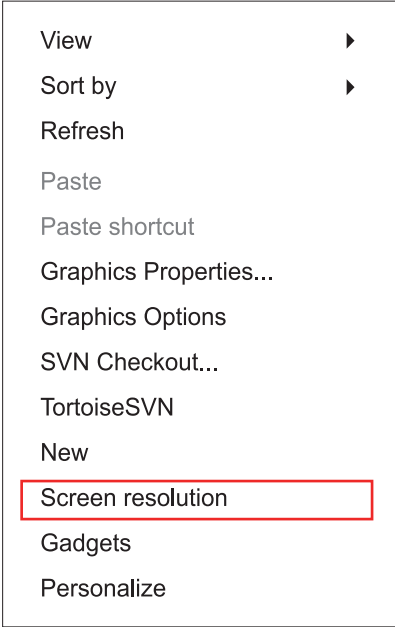 View
Sort by
Refresh
Paste
Paste shortcut
Graphics Properties...
Graphics Options
SVN Checkout...
TortoiseSVN
New
Screen resolution
Gadgets
Personalize